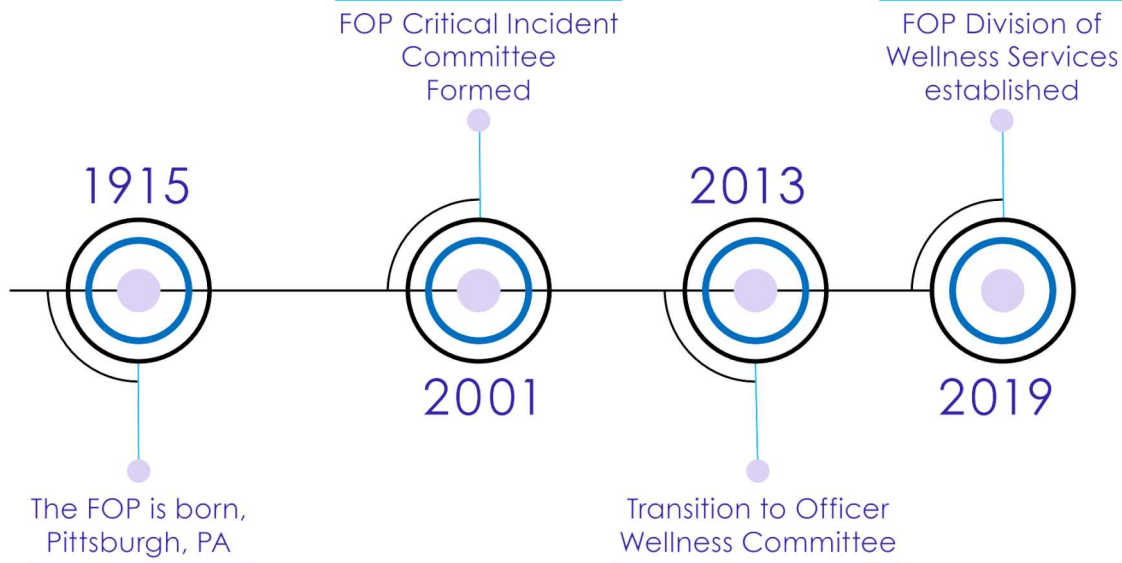 1915
The FOP is born,
Pittsburgh, PA
FOP Critical Incident
Committee
Formed
2001
2013
Transition to Officer
Wellness Committee
FOP Division of
Wellness Services
established
2019